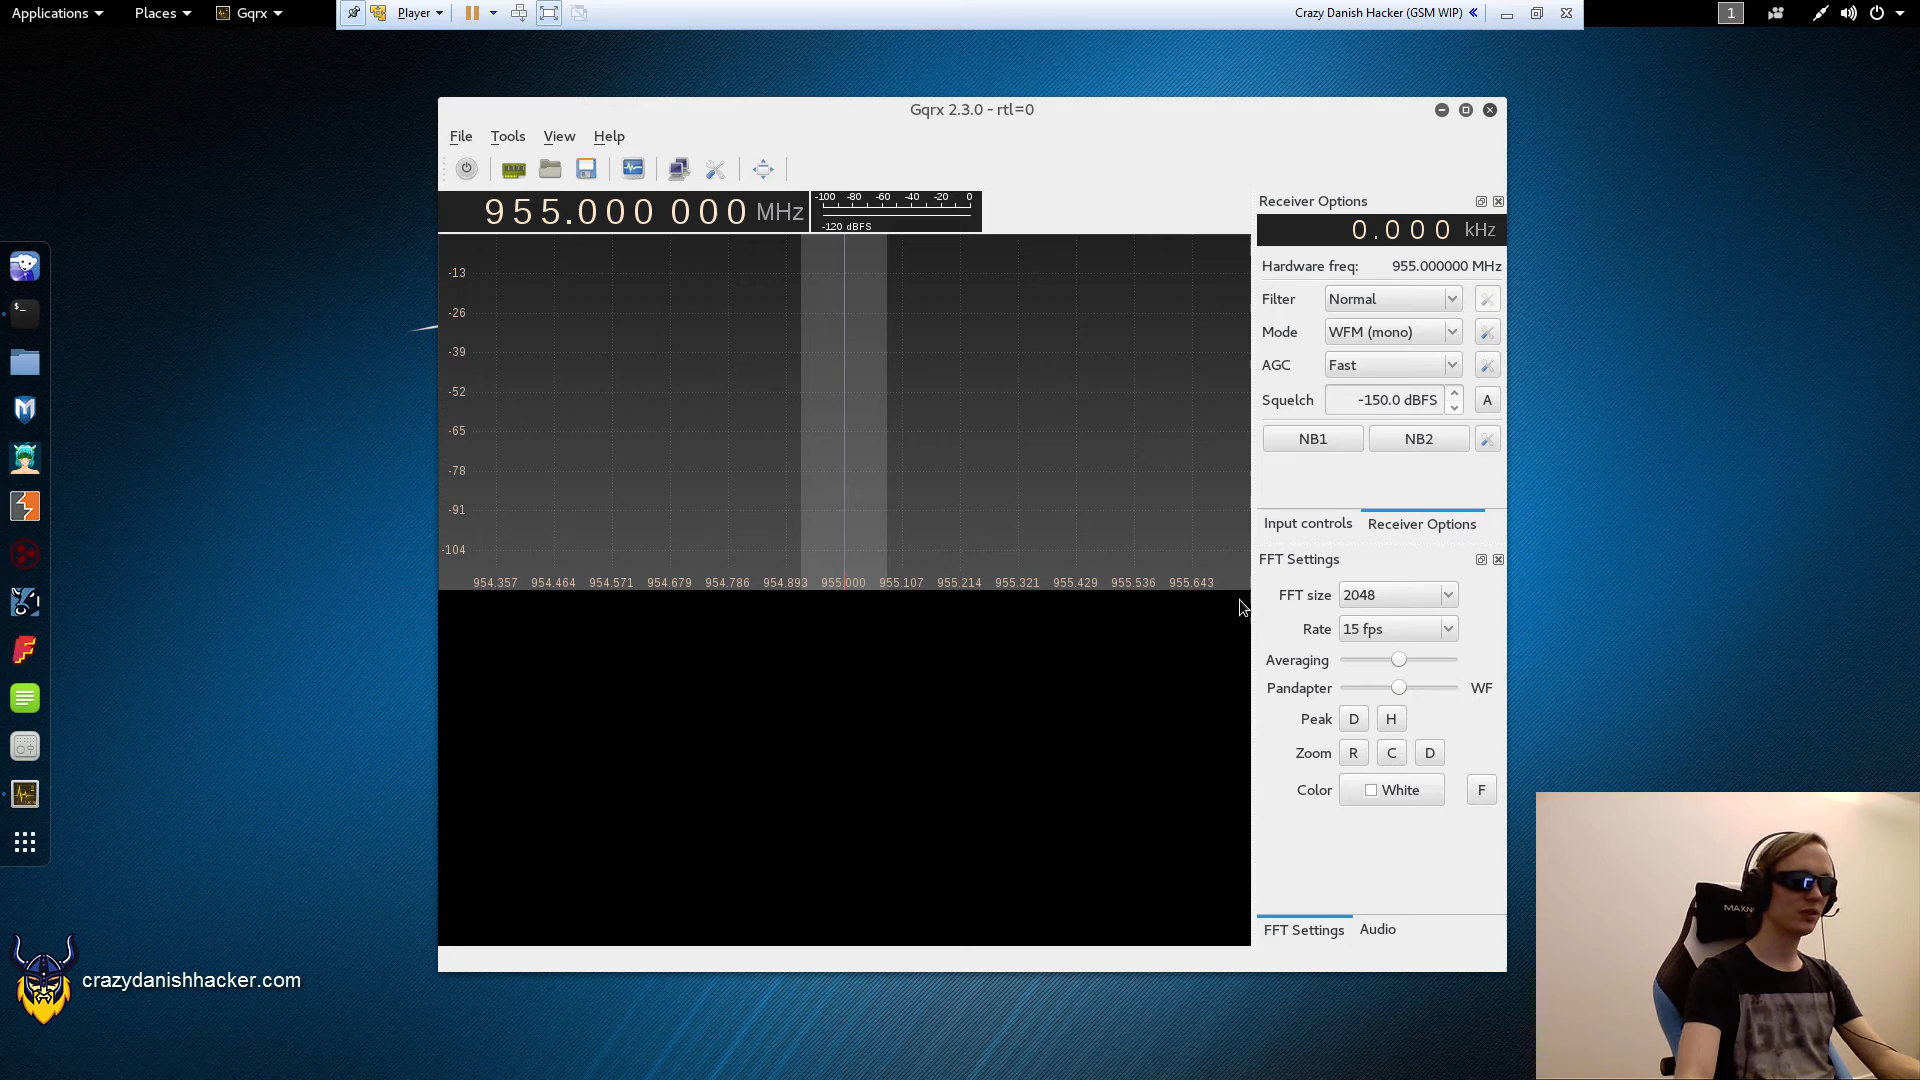 Applications
Places
Gqrx
Player
Crazy Danish Hacker (GSM WIP)
1
Gqrx 2.3.0 - rtl=0
File Tools View Help
955.000 000 MHz
-100 -80 -60 -40 -20 0
-120 dBFS
-13
-26
-39
-52
-65
-78
-91
-104
954.357 954.464 954.571 954.679 954.786 954.893 955.000 955.107 955.214 955.321 955.429 955.536 955.643
Receiver Options
0.000 kHz
Hardware freq: 955.000000 MHz
Filter Normal
Mode WFM (mono)
AGC Fast
Squelch -150.0 dBFS A
NB1 NB2
Input controls Receiver Options
FFT Settings
FFT size 2048
Rate 15 fps
Averaging
Pandapter WF
Peak D H
Zoom R C D
Color White F
FFT Settings Audio
crazydanishhacker.com